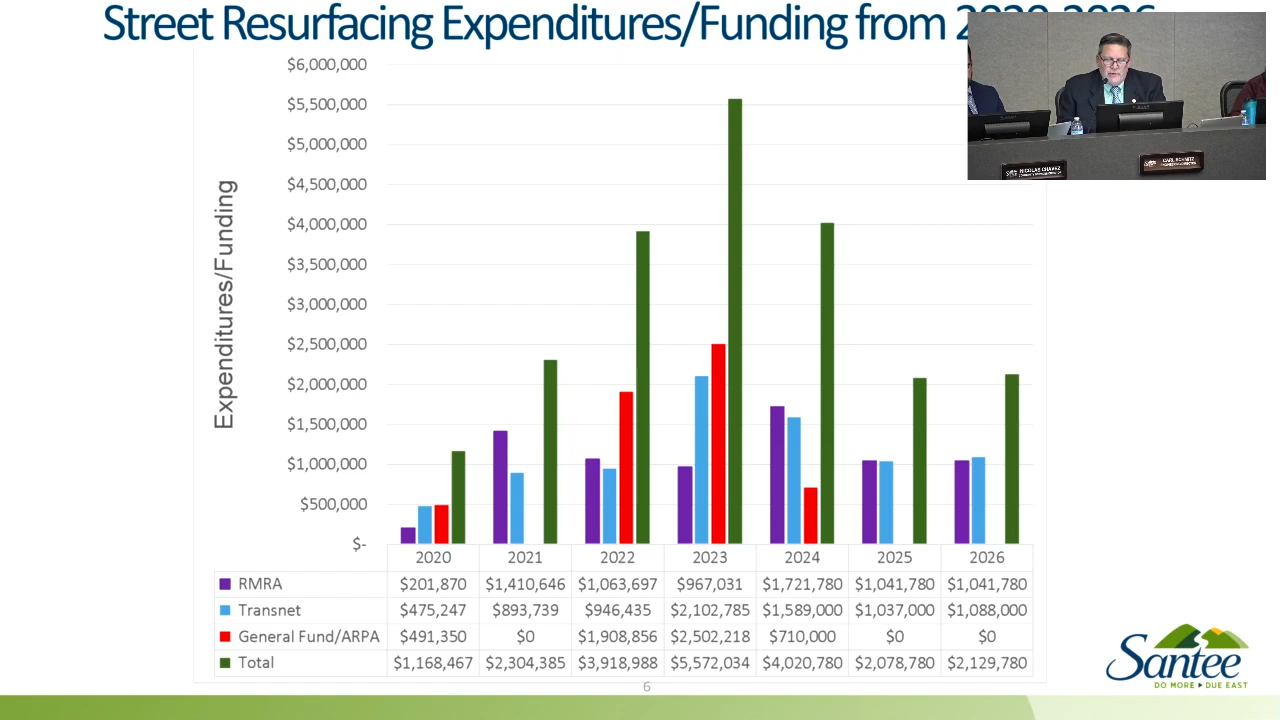 Street Resurfacing Expenditures/Funding from 2020-2026
$6,000,000
$5,500,000
$5,000,000
$4,500,000
$4,000,000
$3,500,000
$3,000,000
$2,500,000
$2,000,000
$1,500,000
$1,000,000
$500,000
$-
Expenditures/Funding
2020 2021 2022 2023 2024 2025 2026
RMRA $201,870 $1,410,646 $1,063,697 $967,031 $1,721,780 $1,041,780 $1,041,780
Transnet $475,247 $893,739 $946,435 $2,102,785 $1,589,000 $1,037,000 $1,088,000
General Fund/ARPA $491,350 $0 $1,908,856 $2,502,218 $710,000 $0 $0
Total $1,168,467 $2,304,385 $3,918,988 $5,572,034 $4,020,780 $2,078,780 $2,129,780
6
NICOLAS CHAVEZ
CARL SCHMITZ
Santee
DO MORE ▸ DUE EAST